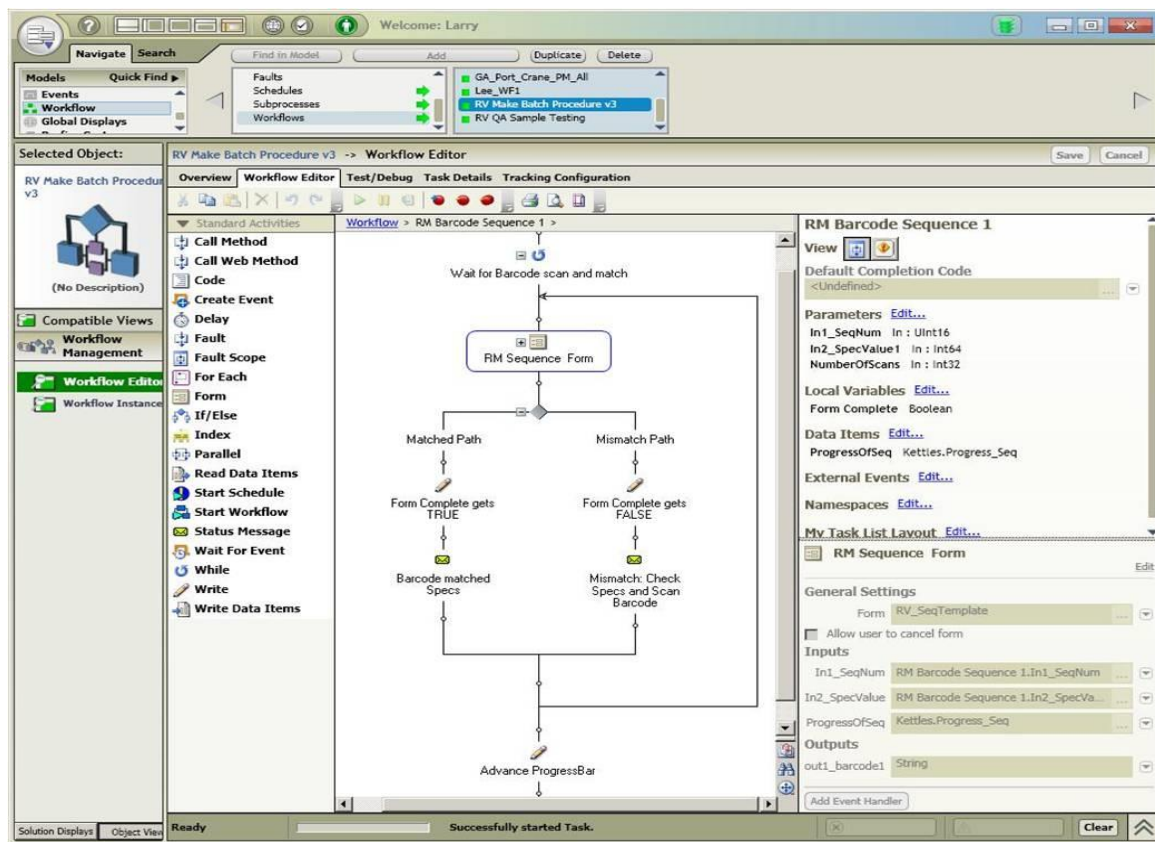 Welcome: Larry
Navigate Search
Find in Model Add Duplicate Delete
Models Quick Find
Events
Workflow
Global Displays
Faults
Schedules
Subprocesses
Workflows
GA_Port_Crane_PM_All
Lee_WF1
RV Make Batch Procedure v3
RV QA Sample Testing
Selected Object:
RV Make Batch Procedur
v3
(No Description)
Compatible Views
Workflow
Management
Workflow Editor
Workflow Instance
Solution Displays Object View
RV Make Batch Procedure v3 -> Workflow Editor
Save Cancel
Overview Workflow Editor Test/Debug Task Details Tracking Configuration
Standard Activities
Call Method
Call Web Method
Code
Create Event
Delay
Fault
Fault Scope
For Each
Form
If/Else
Index
Parallel
Read Data Items
Start Schedule
Start Workflow
Status Message
Wait For Event
While
Write
Write Data Items
Workflow > RM Barcode Sequence 1 >
Wait for Barcode scan and match
RM Sequence Form
Matched Path
Mismatch Path
Form Complete gets
TRUE
Form Complete gets
FALSE
Barcode matched
Specs
Mismatch: Check
Specs and Scan
Barcode
Advance ProgressBar
RM Barcode Sequence 1
View
Default Completion Code
<Undefined>
Parameters Edit...
In1_SeqNum In : UInt16
In2_SpecValue1 In : Int64
NumberOfScans In : Int32
Local Variables Edit...
Form Complete Boolean
Data Items Edit...
ProgressOfSeq Kettles.Progress_Seq
External Events Edit...
Namespaces Edit...
My Task List Layout Edit...
RM Sequence Form
Edit
General Settings
Form RV_SeqTemplate
Allow user to cancel form
Inputs
In1_SeqNum RM Barcode Sequence 1.In1_SeqNum
In2_SpecValue RM Barcode Sequence 1.In2_SpecVa...
ProgressOfSeq Kettles.Progress_Seq
Outputs
out1_barcode1 String
Add Event Handler
Ready Successfully started Task. Clear